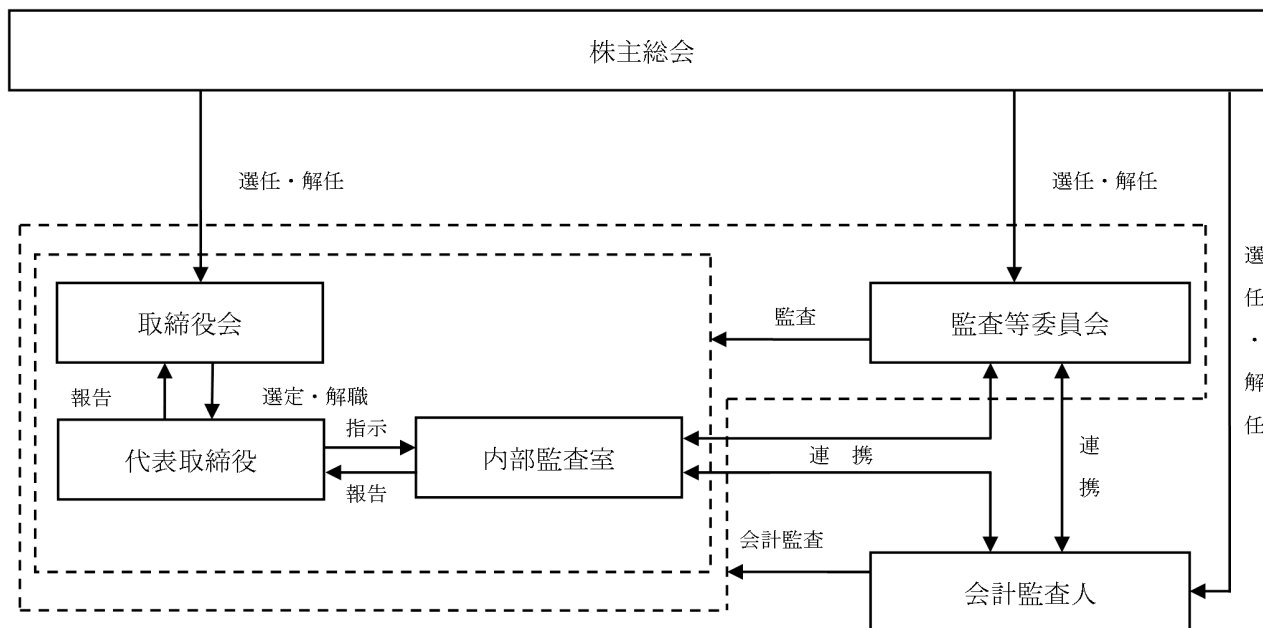 株主総会
選任・解任
選任・解任
選任・解任
取締役会
監査
監査等委員会
報告
選定・解職
指示
代表取締役
内部監査室
報告
連 携
連携
会計監査
会計監査人